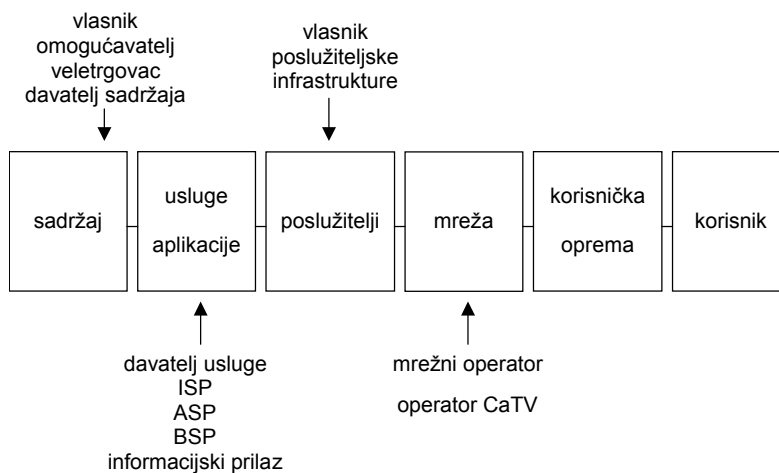 vlasnik
omogućavatelj
veletrgovac
davatelj sadržaja
vlasnik
poslužiteljske
infrastrukture
sadržaj
usluge
aplikacije
poslužitelji
mreža
korisnička
oprema
korisnik
davatelj usluge
ISP
ASP
BSP
informacijski prilaz
mrežni operator
operator CaTV